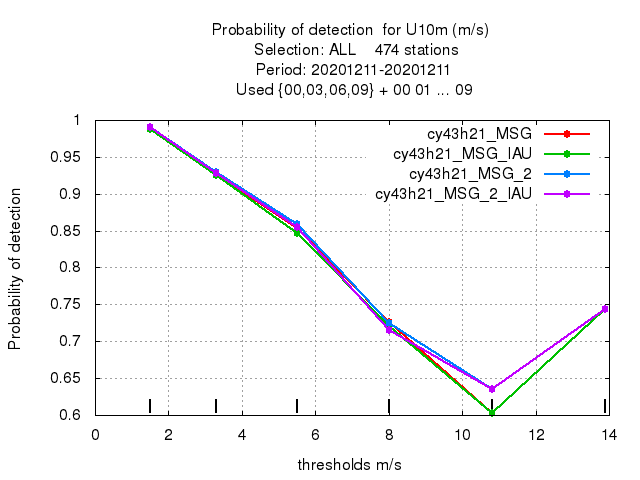 Probability of detection  for U10m (m/s)
Selection: ALL    474 stations
Period: 20201211-20201211
Used {00,03,06,09} + 00 01 ... 09
cy43h21_MSG
cy43h21_MSG_IAU
cy43h21_MSG_2
cy43h21_MSG_2_IAU
Probability of detection
1
0.95
0.9
0.85
0.8
0.75
0.7
0.65
0.6
0 2 4 6 8 10 12 14
thresholds m/s